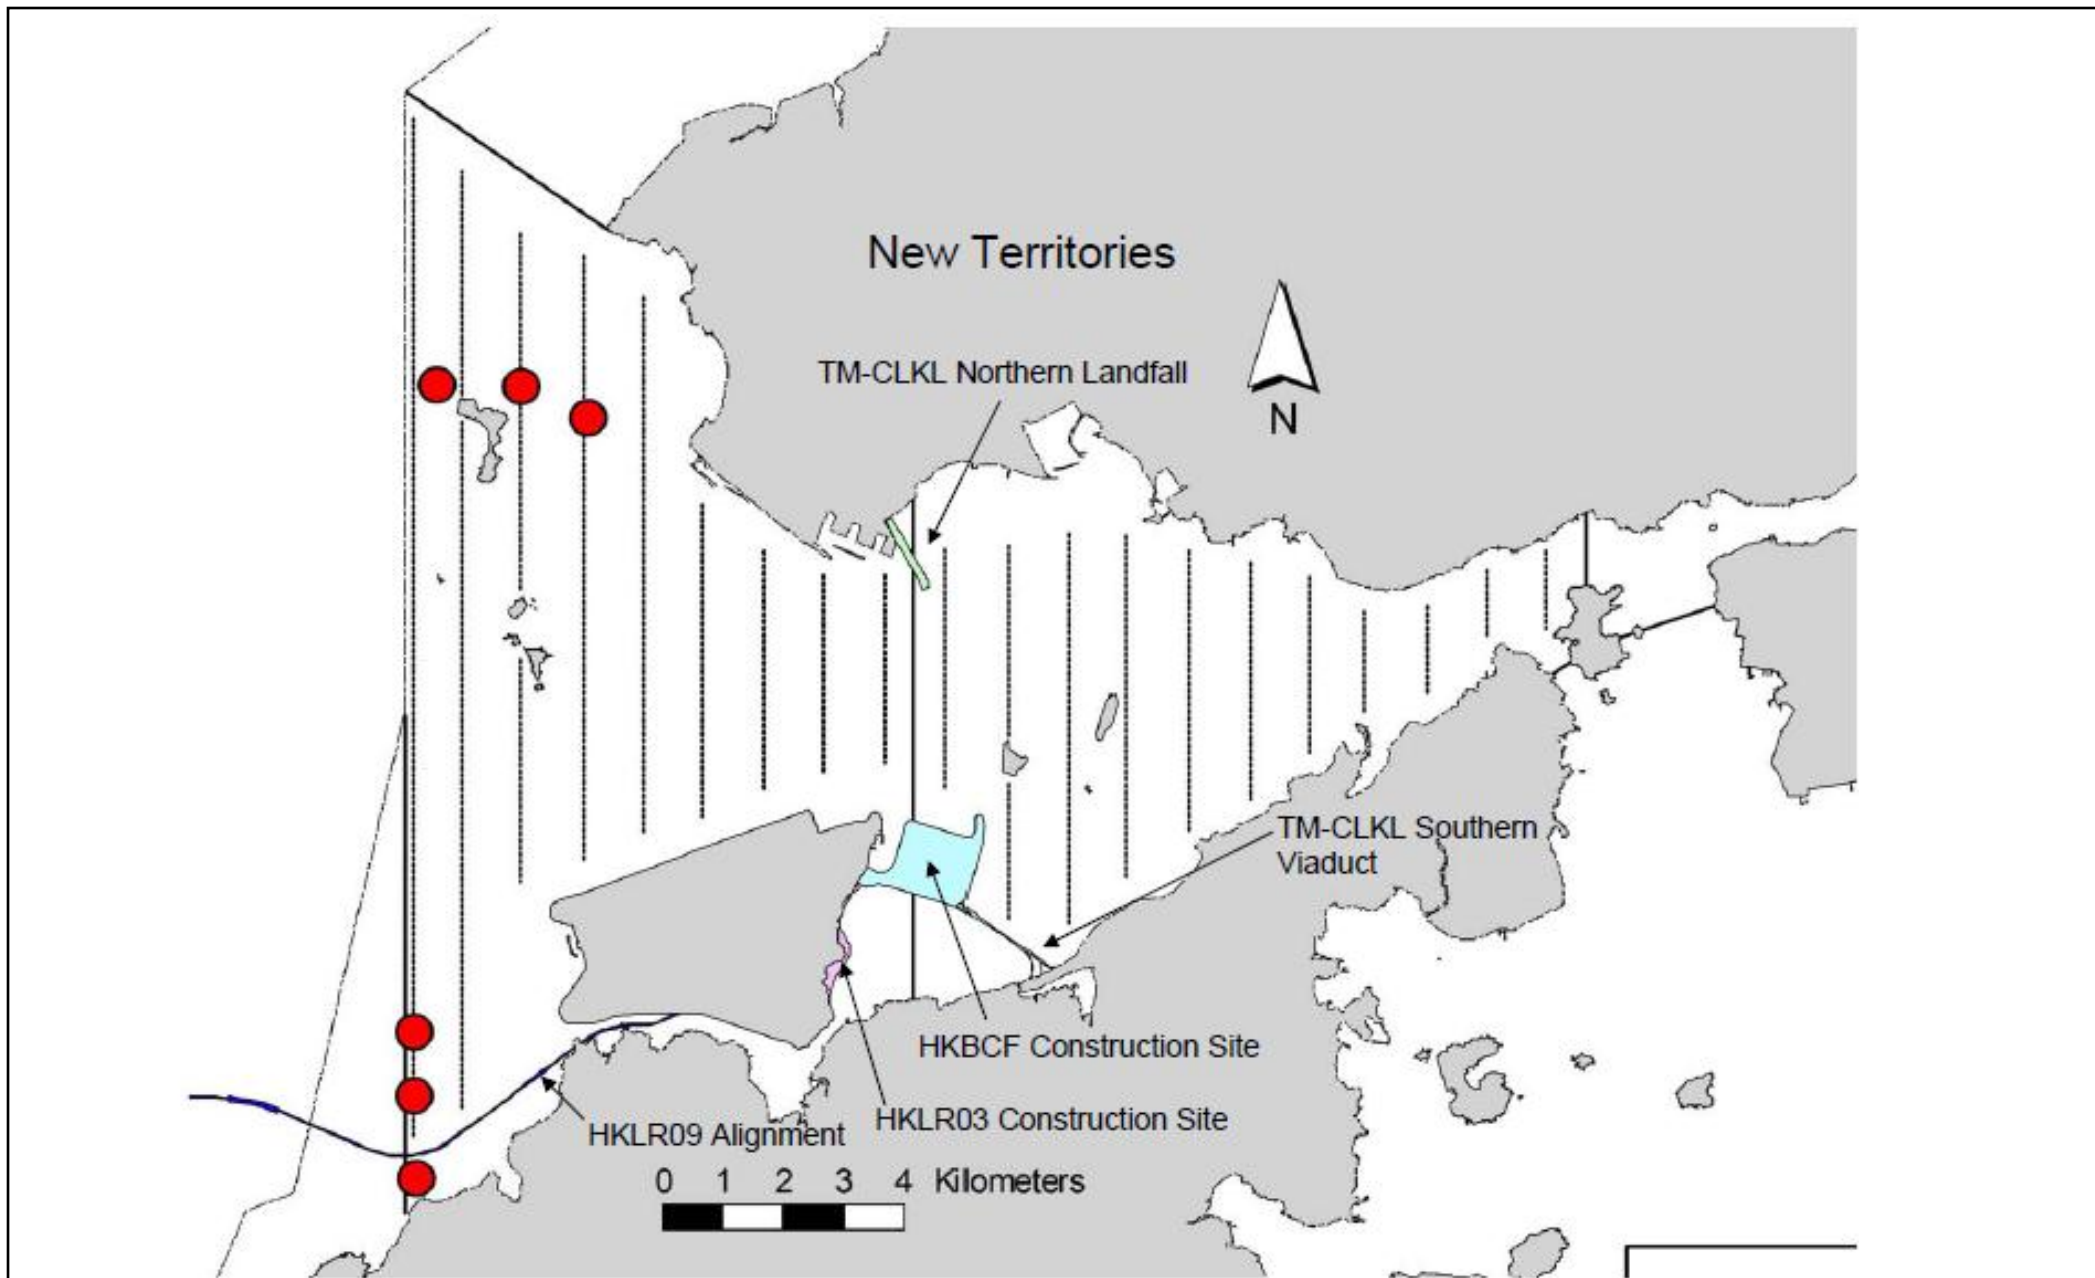 New Territories
TM-CLKL Northern Landfall
N
TM-CLKL Southern
Viaduct
HKBCF Construction Site
HKLR03 Construction Site
HKLR09 Alignment
0 1 2 3 4 Kilometers